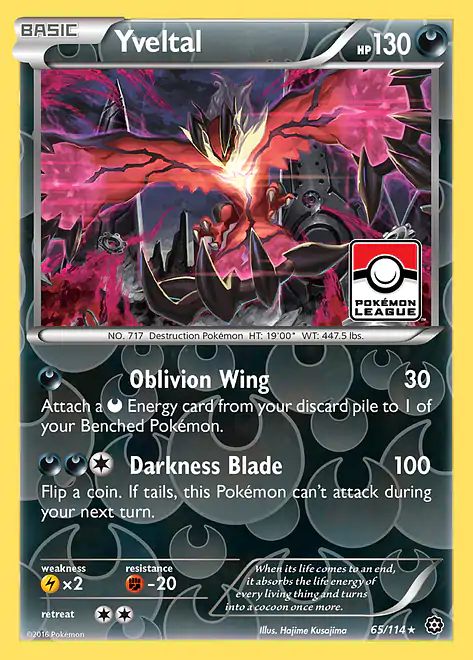 BASIC
Yveltal
HP130
POKÉMON
LEAGUE
NO. 717 Destruction Pokémon HT: 19'00" WT: 447.5 lbs.
Oblivion Wing 30
Attach a Energy card from your discard pile to 1 of
your Benched Pokémon.
Darkness Blade 100
Flip a coin. If tails, this Pokémon can't attack during
your next turn.
weakness resistance
×2 -20
retreat
When its life comes to an end,
it absorbs the life energy of
every living thing and turns
into a cocoon once more.
©2016 Pokémon
Illus. Hajime Kusajima
65/114★